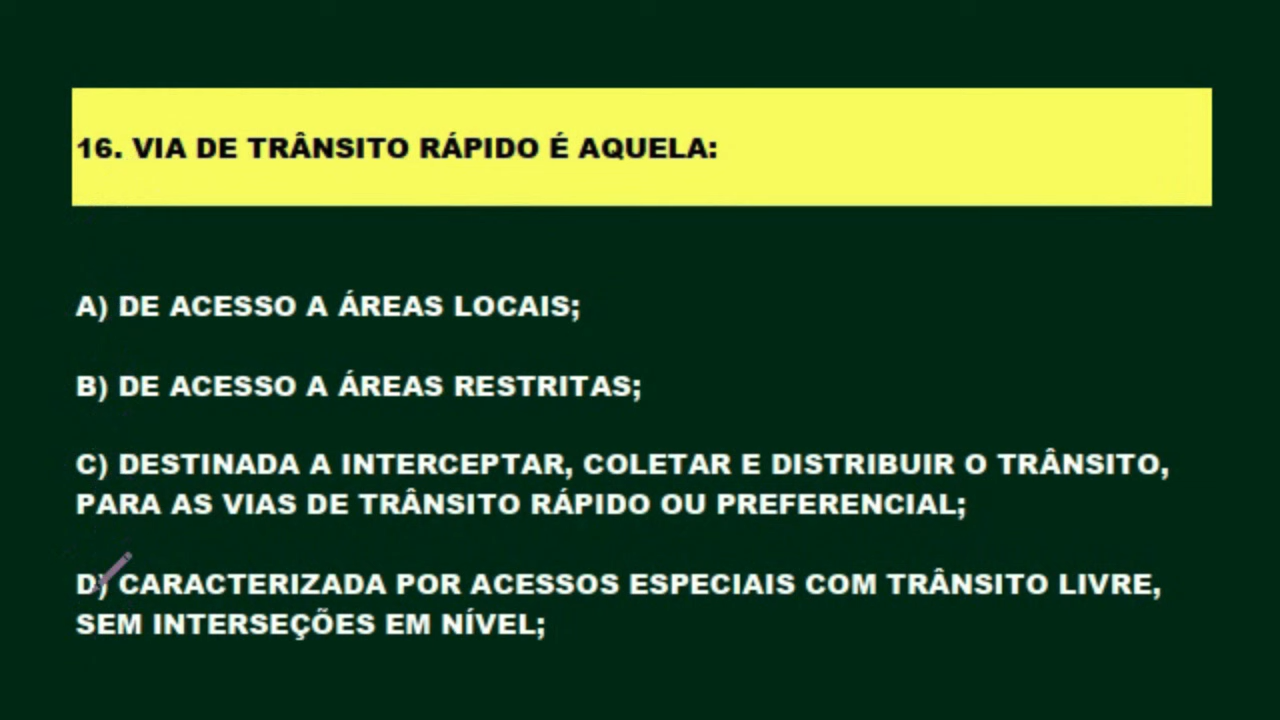 16. VIA DE TRÂNSITO RÁPIDO É AQUELA:
A) DE ACESSO A ÁREAS LOCAIS;
B) DE ACESSO A ÁREAS RESTRITAS;
C) DESTINADA A INTERCEPTAR, COLETAR E DISTRIBUIR O TRÂNSITO,
PARA AS VIAS DE TRÂNSITO RÁPIDO OU PREFERENCIAL;
D) CARACTERIZADA POR ACESSOS ESPECIAIS COM TRÂNSITO LIVRE,
SEM INTERSEÇÕES EM NÍVEL;